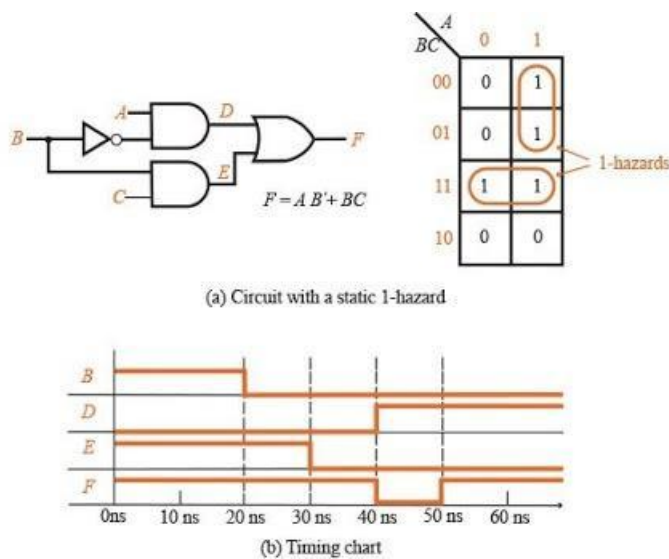 A
BC
0 1
00 0 1
01 0 1
11 1 1
10 0 0
1-hazards
A
D
B
F
E
C
F = A B' + BC
(a) Circuit with a static 1-hazard
B
D
E
F
0ns 10 ns 20 ns 30 ns 40 ns 50 ns 60 ns
(b) Timing chart